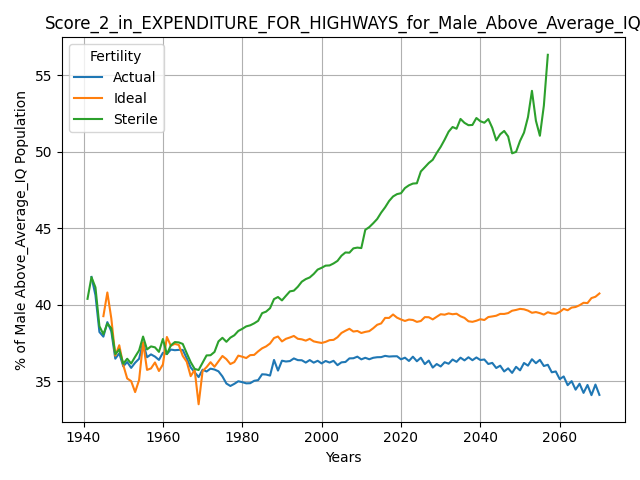 Score_2_in_EXPENDITURE_FOR_HIGHWAYS_for_Male_Above_Average_IQ
Fertility
Actual
Ideal
Sterile
% of Male Above_Average_IQ Population
55
50
45
40
35
1940
1960
1980
2000
2020
2040
2060
Years